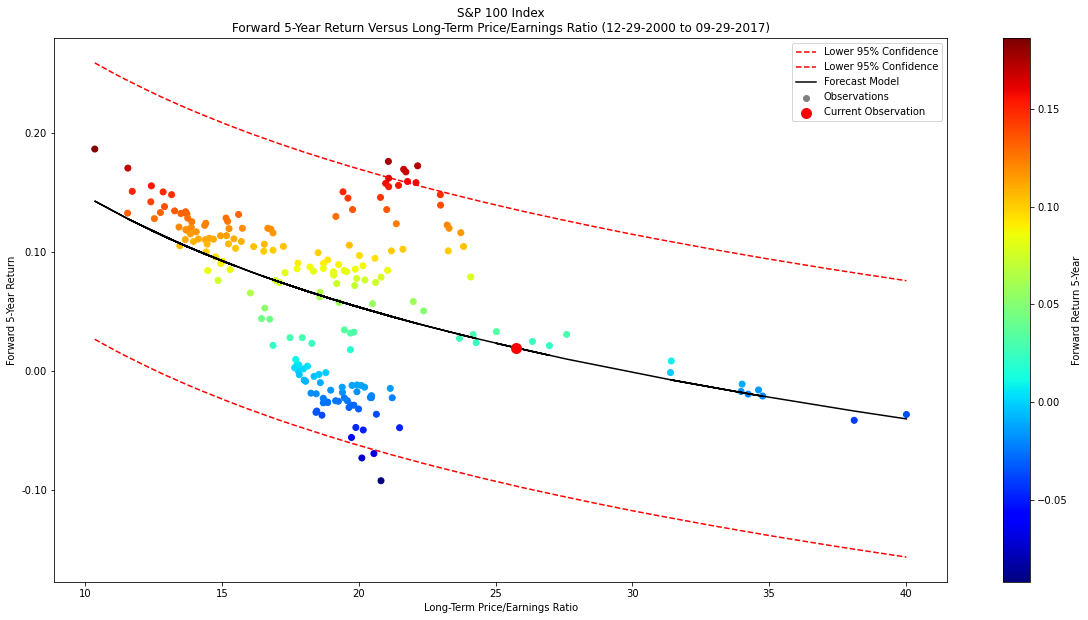 S&P 100 Index
Forward 5-Year Return Versus Long-Term Price/Earnings Ratio (12-29-2000 to 09-29-2017)
Lower 95% Confidence
Lower 95% Confidence
Forecast Model
Observations
Current Observation
Forward 5-Year Return
0.20
0.10
0.00
-0.10
10
15
20
25
30
35
40
Long-Term Price/Earnings Ratio
0.15
0.10
0.05
0.00
−0.05
Forward Return 5-Year